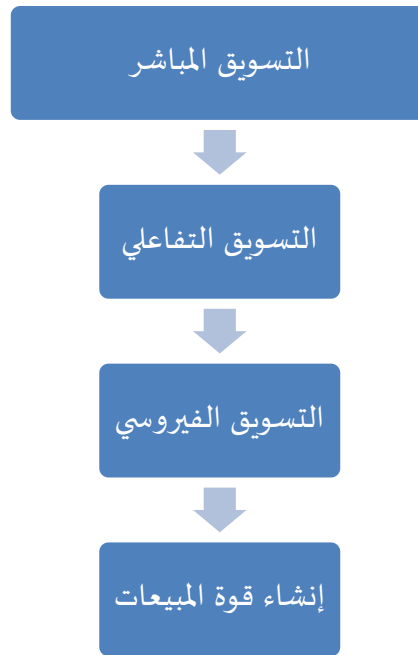 التسويق المباشر
التسويق التفاعلي
التسويق الفيروسي
إنشاء قوة المبيعات